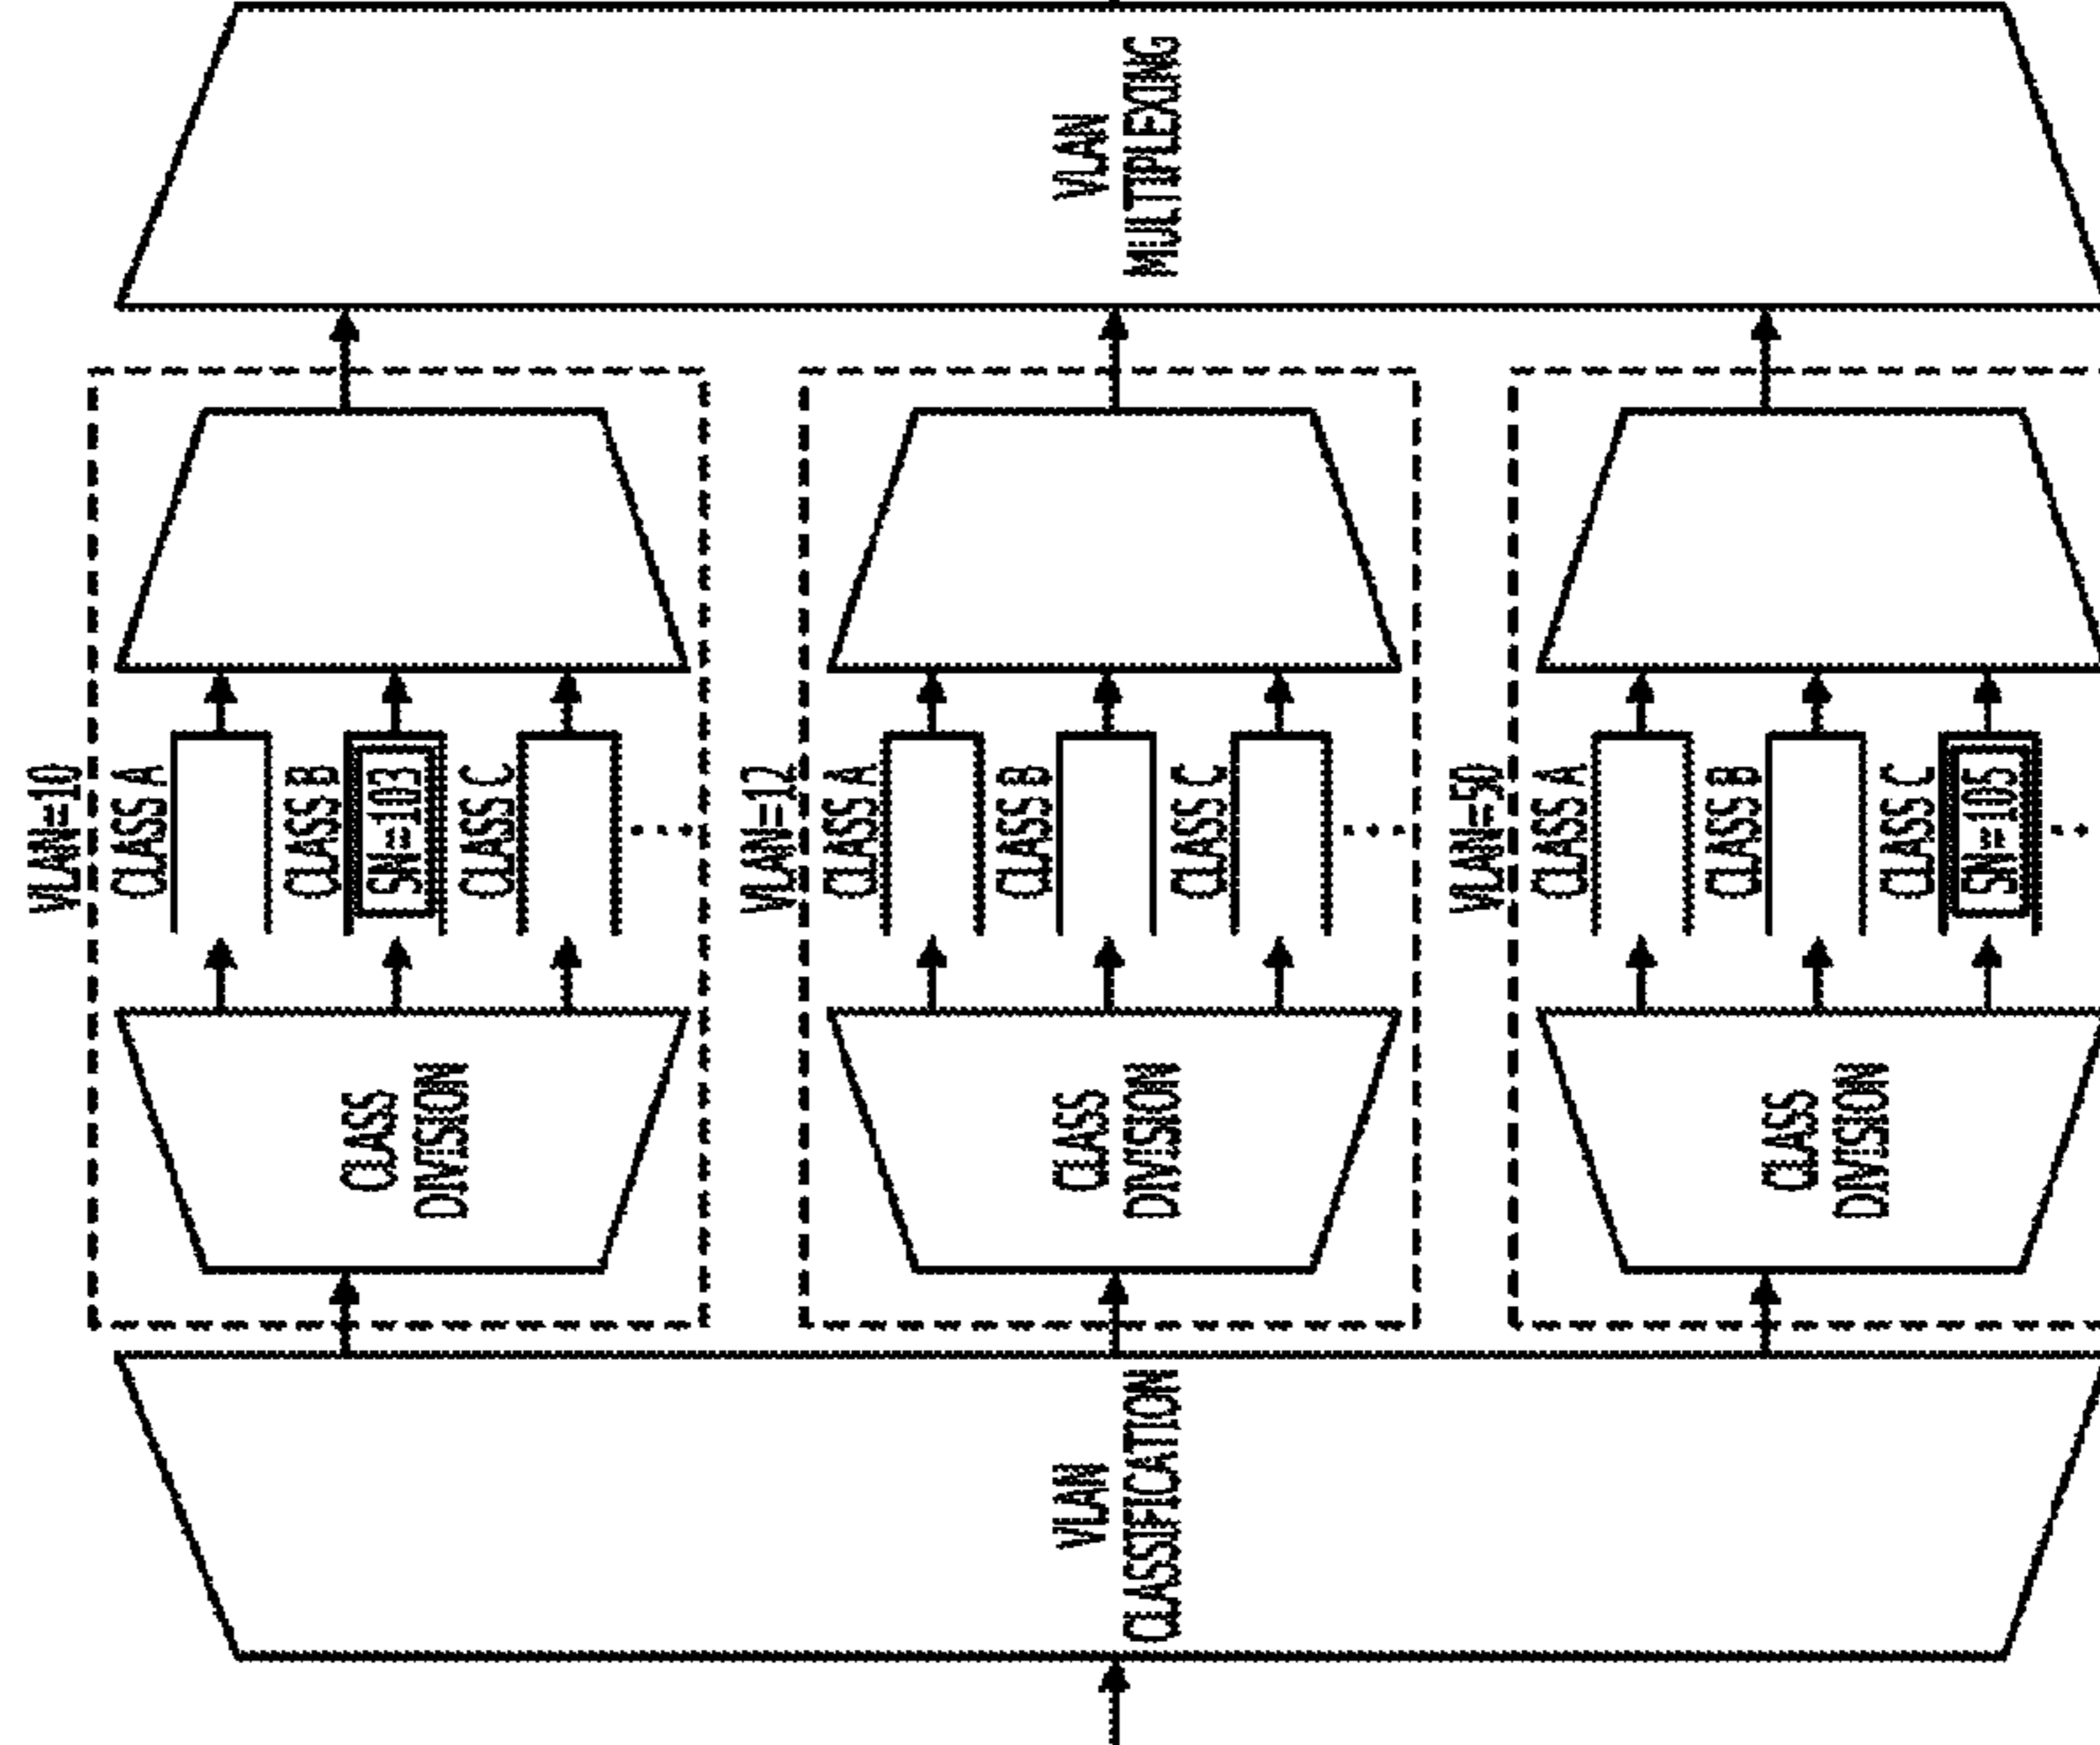 VLAN
CLASSIFICATION
VLAN=10
CLASS
DIVISION
CLASS A
CLASS B
SN=103
CLASS C
VLAN=12
CLASS
DIVISION
CLASS A
CLASS B
CLASS C
VLAN=50
CLASS
DIVISION
CLASS A
CLASS B
CLASS C
SN=105
VLAN
MULTIPLEXING